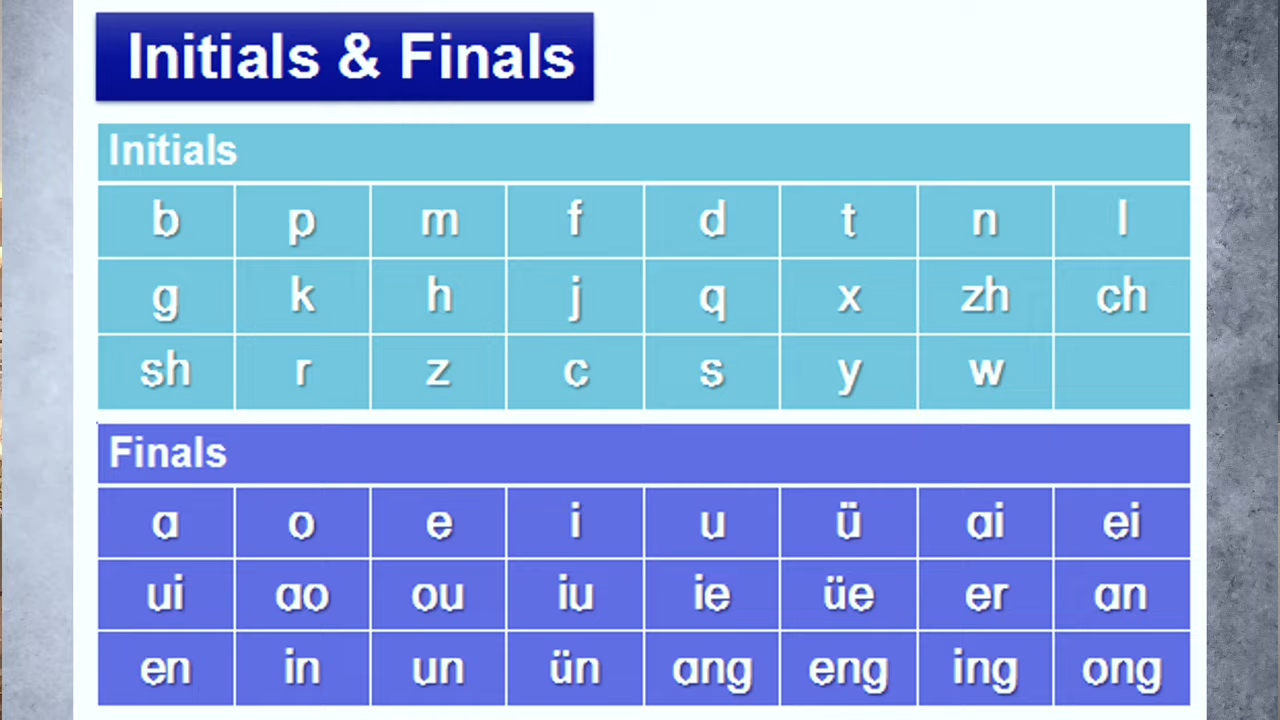 Initials & Finals
Initials
b p m f d t n l
g k h j q x zh ch
sh r z c s y w
Finals
a o e i u ü ai ei
ui ao ou iu ie üe er an
en in un ün ang eng ing ong